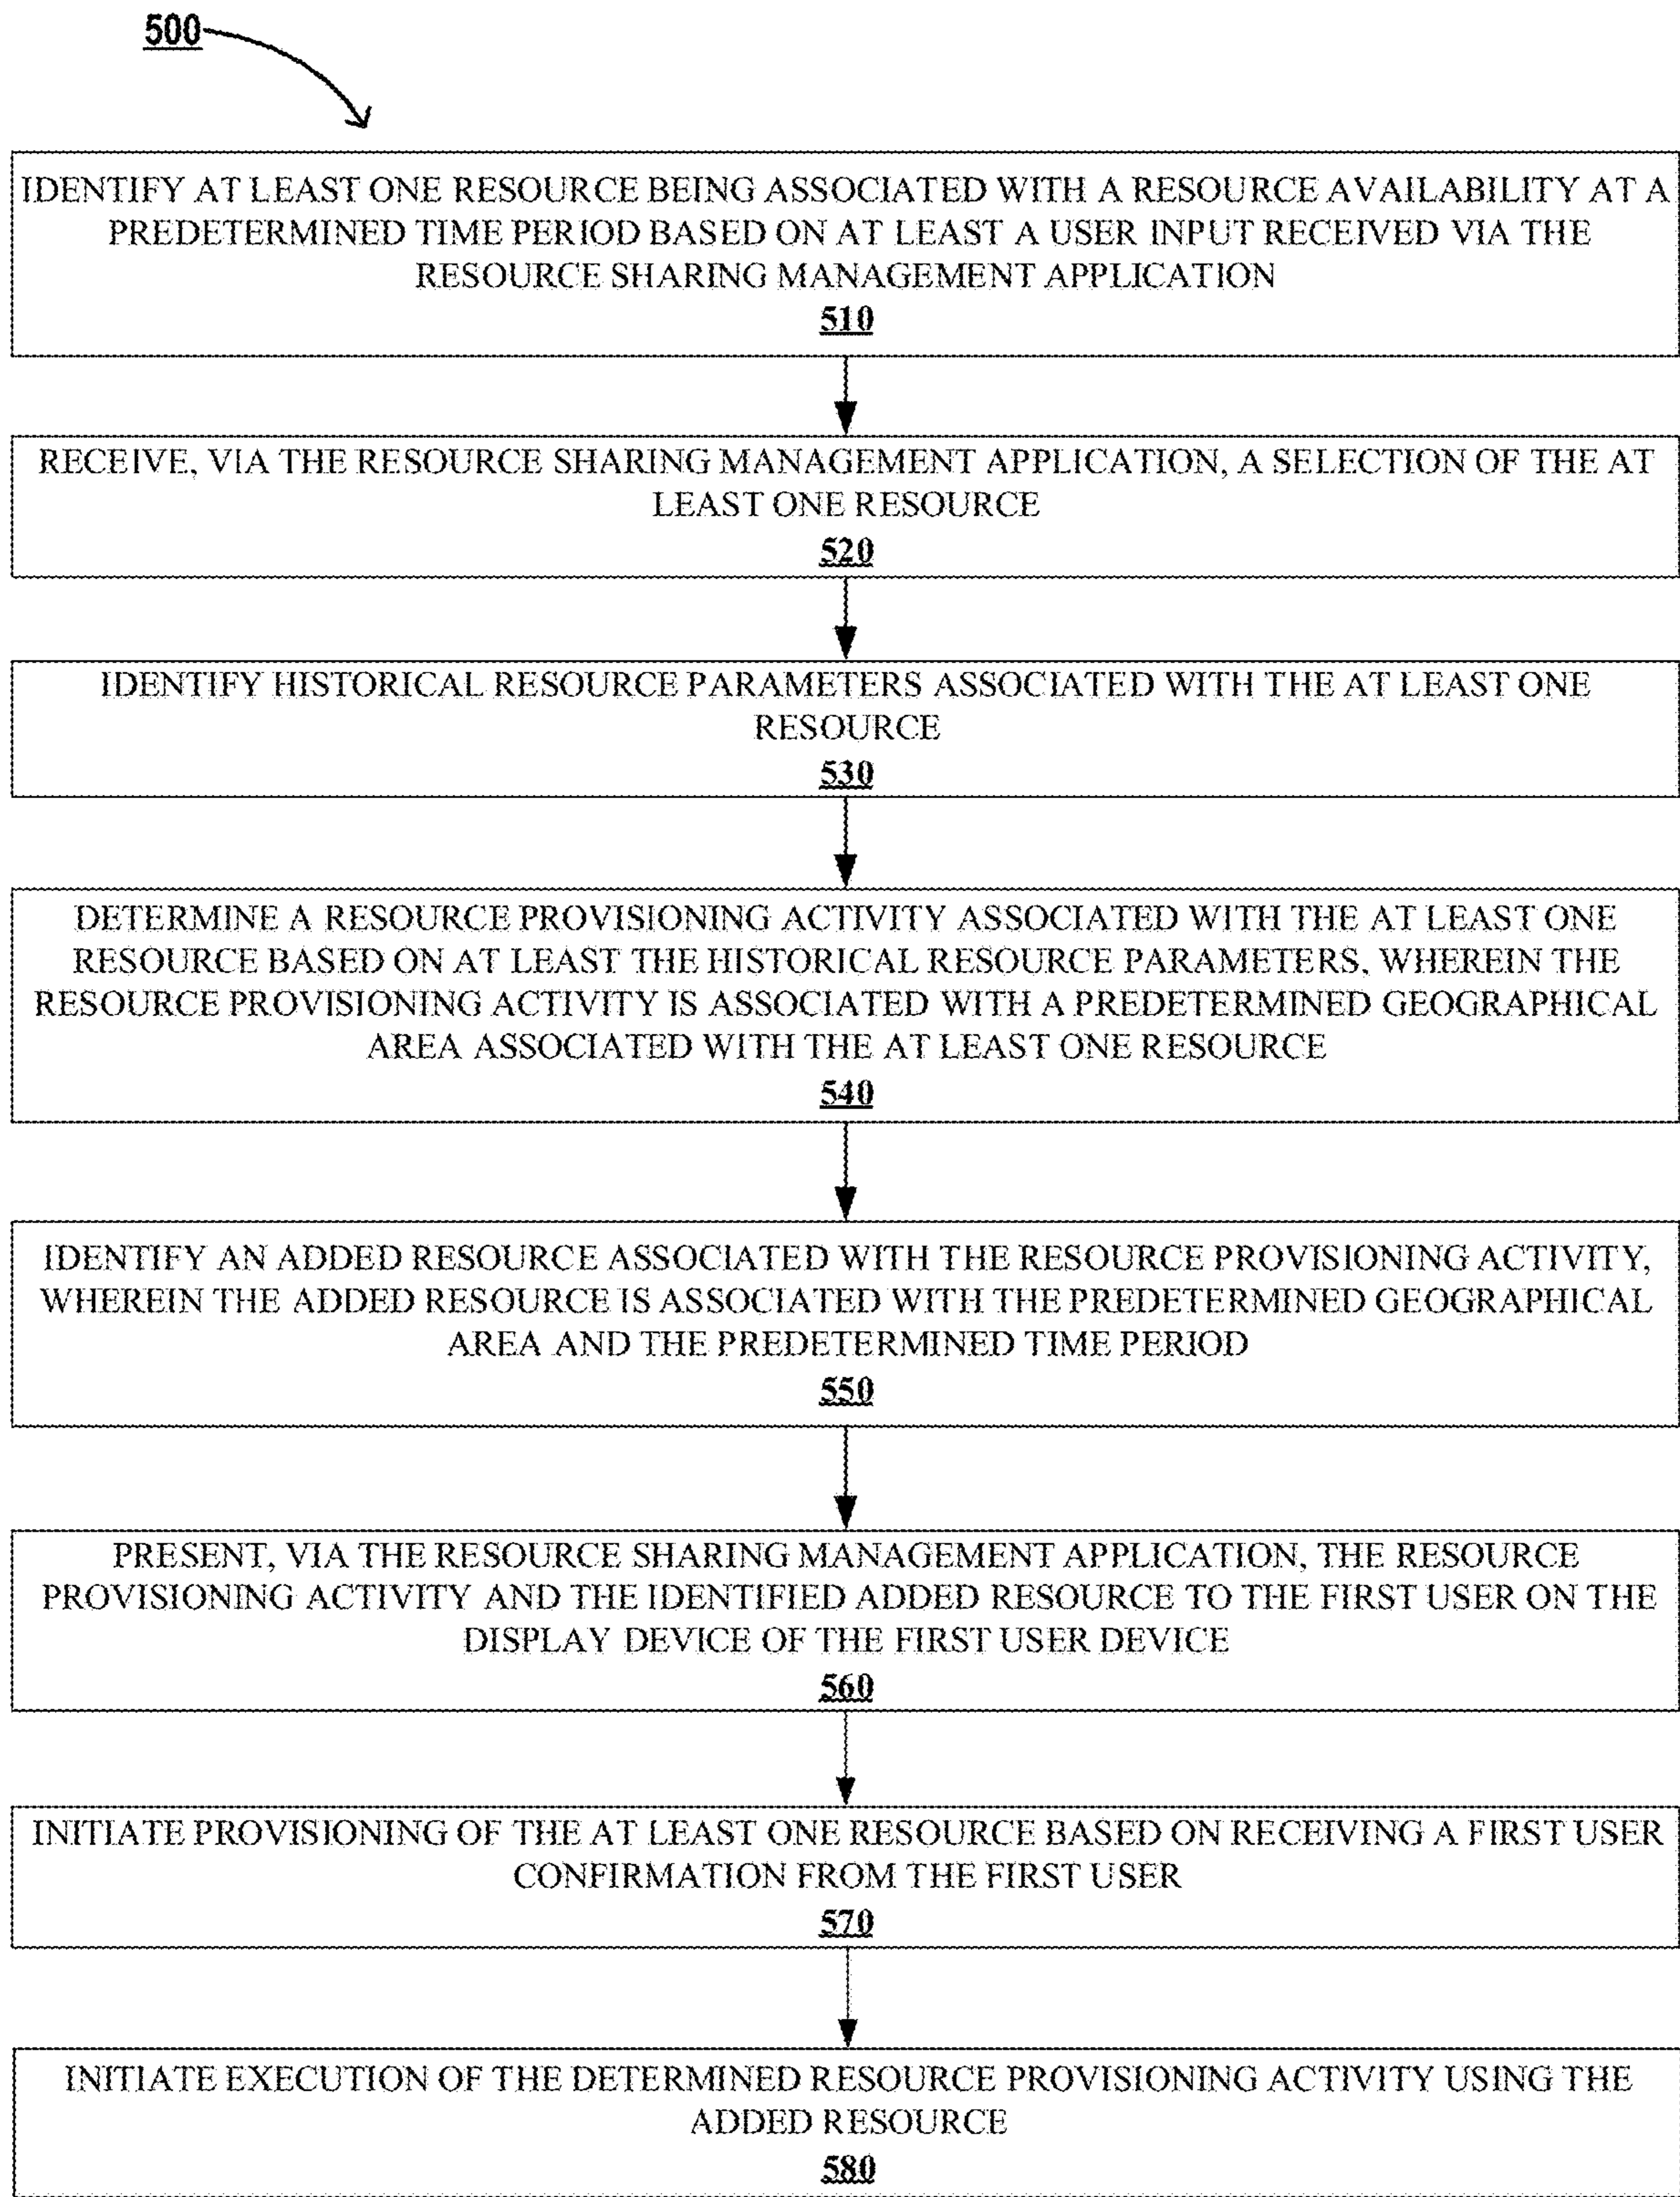 500
IDENTIFY AT LEAST ONE RESOURCE BEING ASSOCIATED WITH A RESOURCE AVAILABILITY AT A
PREDETERMINED TIME PERIOD BASED ON AT LEAST A USER INPUT RECEIVED VIA THE
RESOURCE SHARING MANAGEMENT APPLICATION
510
RECEIVE, VIA THE RESOURCE SHARING MANAGEMENT APPLICATION, A SELECTION OF THE AT
LEAST ONE RESOURCE
520
IDENTIFY HISTORICAL RESOURCE PARAMETERS ASSOCIATED WITH THE AT LEAST ONE
RESOURCE
530
DETERMINE A RESOURCE PROVISIONING ACTIVITY ASSOCIATED WITH THE AT LEAST ONE
RESOURCE BASED ON AT LEAST THE HISTORICAL RESOURCE PARAMETERS, WHEREIN THE
RESOURCE PROVISIONING ACTIVITY IS ASSOCIATED WITH A PREDETERMINED GEOGRAPHICAL
AREA ASSOCIATED WITH THE AT LEAST ONE RESOURCE
540
IDENTIFY AN ADDED RESOURCE ASSOCIATED WITH THE RESOURCE PROVISIONING ACTIVITY,
WHEREIN THE ADDED RESOURCE IS ASSOCIATED WITH THE PREDETERMINED GEOGRAPHICAL
AREA AND THE PREDETERMINED TIME PERIOD
550
PRESENT, VIA THE RESOURCE SHARING MANAGEMENT APPLICATION, THE RESOURCE
PROVISIONING ACTIVITY AND THE IDENTIFIED ADDED RESOURCE TO THE FIRST USER ON THE
DISPLAY DEVICE OF THE FIRST USER DEVICE
560
INITIATE PROVISIONING OF THE AT LEAST ONE RESOURCE BASED ON RECEIVING A FIRST USER
CONFIRMATION FROM THE FIRST USER
570
INITIATE EXECUTION OF THE DETERMINED RESOURCE PROVISIONING ACTIVITY USING THE
ADDED RESOURCE
580